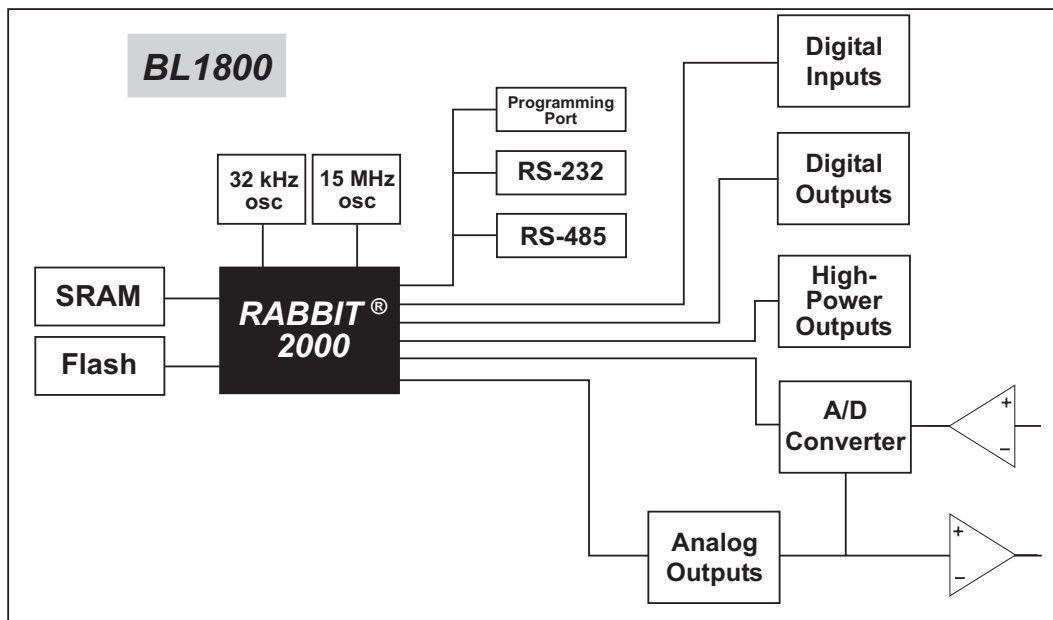 BL1800
Digital
Inputs
Programming
Port
RS-232
RS-485
Digital
Outputs
32 kHz
osc
15 MHz
osc
SRAM
Flash
RABBIT ®
2000
High-
Power
Outputs
A/D
Converter
+
–
Analog
Outputs
+
–